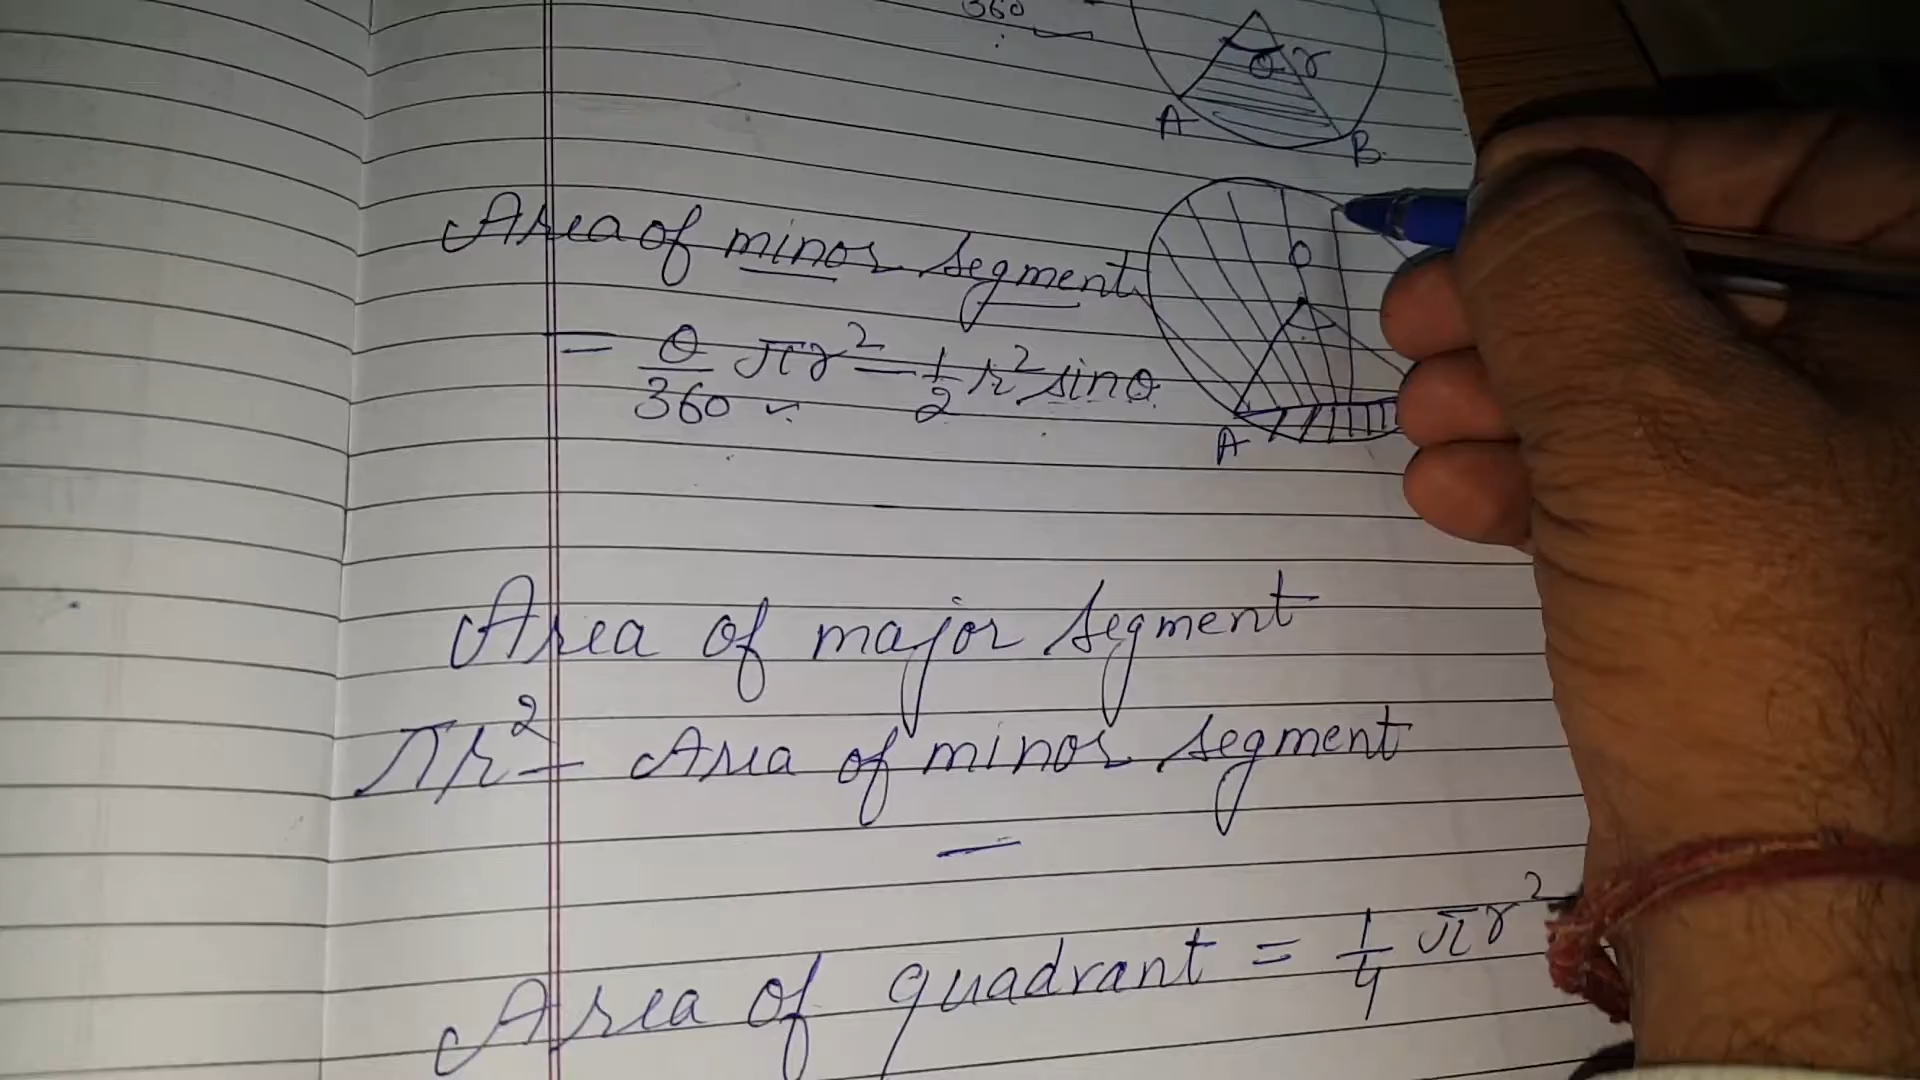 360
θ r
A
B
Area of minor segment
O
= θ/360 πr² - 1/2 r² sinθ
A
Area of major segment
πr² - Area of minor segment
Area of quadrant = 1/4 πr²